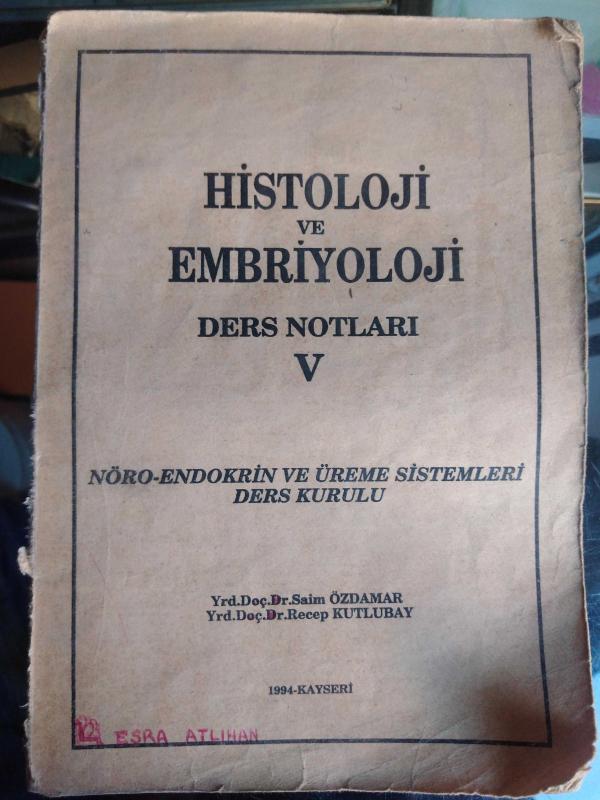 HİSTOLOJİ
VE
EMBRİYOLOJİ
DERS NOTLARI
V
NÖRO-ENDOKRİN VE ÜREME SİSTEMLERİ
DERS KURULU
Yrd.Doç.Dr.Saim ÖZDAMAR
Yrd.Doç.Dr.Recep KUTLUBAY
1994-KAYSERİ
12 ESRA ATLIHAN